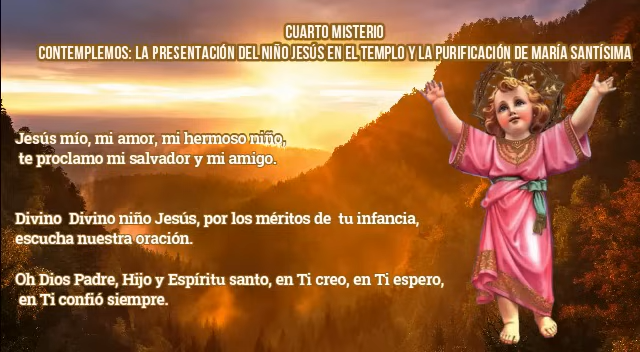 CUARTO MISTERIO
CONTEMPLEMOS: LA PRESENTACIÓN DEL NIÑO JESÚS EN EL TEMPLO Y LA PURIFICACIÓN DE MARÍA SANTÍSIMA
Jesús mío, mi amor, mi hermoso niño,
te proclamo mi salvador y mi amigo.
Divino Divino niño Jesús, por los méritos de tu infancia,
escucha nuestra oración.
Oh Dios Padre, Hijo y Espíritu santo, en Ti creo, en Ti espero,
en Ti confió siempre.